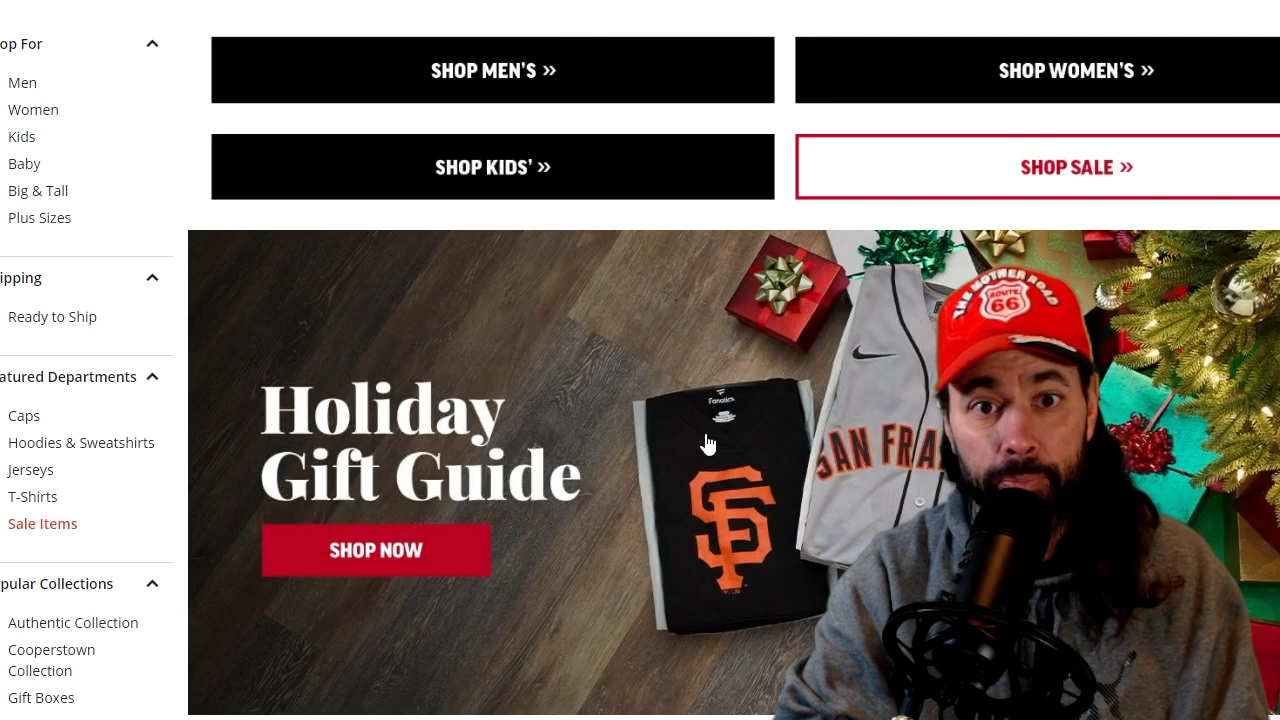 op For
Men
Women
Kids
Baby
Big & Tall
Plus Sizes
ipping
Ready to Ship
atured Departments
Caps
Hoodies & Sweatshirts
Jerseys
T-Shirts
Sale Items
pular Collections
Authentic Collection
Cooperstown
Collection
Gift Boxes
SHOP MEN'S »
SHOP WOMEN'S »
SHOP KIDS' »
SHOP SALE »
Holiday
Gift Guide
SHOP NOW
Fanatics
SF
SAN FRA
THE MOTHER ROAD
ROUTE
66